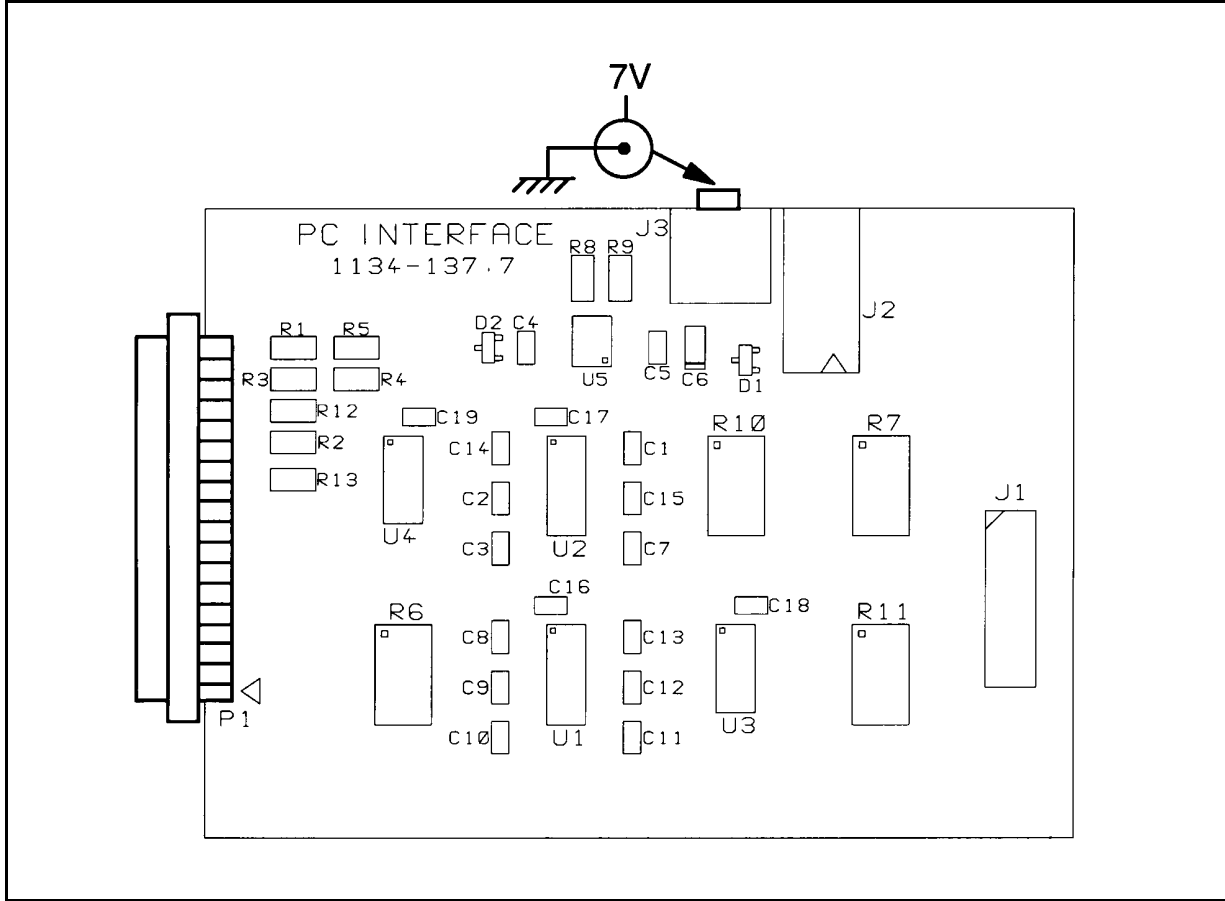 7V
PC INTERFACE
1134-137.7
J3
R8 R9
J2
D2 C4
U5
C5 C6
D1
R1 R5
R3 R4
R12
R2
R13
C19
C17
C14
C1
R10
R7
C2
C15
U4
C3
U2
C7
J1
C16
C18
R6
C8
C13
R11
C9
C12
P1
C10
U1
C11
U3